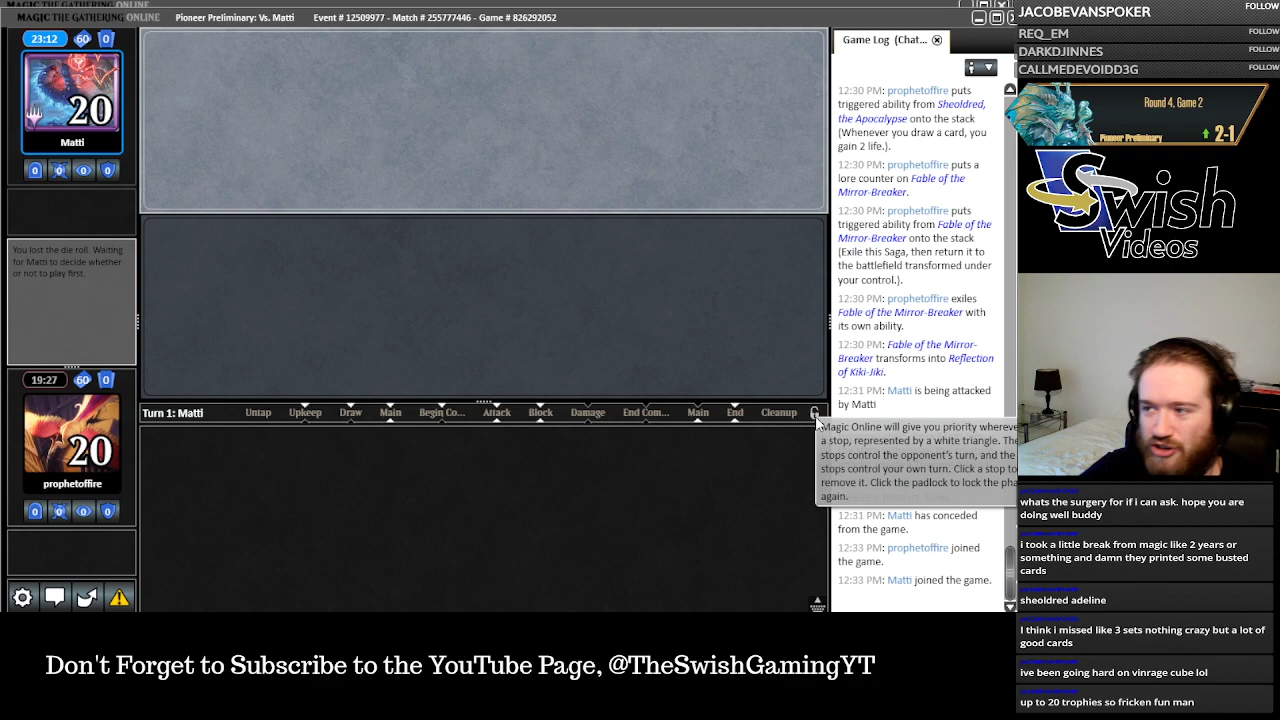 MAGIC THE GATHERING ONLINE
MAGIC THE GATHERING ONLINE Pioneer Preliminary: Vs. Matti Event # 12509977 - Match # 255777446 - Game # 826292052
23:12 60 0
20
Matti
0 0 0 0
You lost the die roll. Waiting
for Matti to decide whether
or not to play first.
19:27 60 0
20
prophetoffire
0 0 0 0
Turn 1: Matti Untap Upkeep Draw Main Begin Co... Attack Block Damage End Com... Main End Cleanup
Game Log (Chat...
12:30 PM: prophetoffire puts
triggered ability from Sheoldred,
the Apocalypse onto the stack
(Whenever you draw a card, you
gain 2 life.).
12:30 PM: prophetoffire puts a
lore counter on Fable of the
Mirror-Breaker.
12:30 PM: prophetoffire puts
triggered ability from Fable of the
Mirror-Breaker onto the stack
(Exile this Saga, then return it to
the battlefield transformed under
your control.).
12:30 PM: prophetoffire exiles
Fable of the Mirror-Breaker with
its own ability.
12:30 PM: Fable of the Mirror-
Breaker transforms into Reflection
of Kiki-Jiki.
12:31 PM: Matti is being attacked
by Matti
Magic Online will give you priority whereve
a stop, represented by a white triangle. The
stops control the opponent's turn, and the
stops control your own turn. Click a stop to
remove it. Click the padlock to lock the pha
again.
12:31 PM: Matti has conceded
from the game.
12:33 PM: prophetoffire joined
the game.
12:33 PM: Matti joined the game.
JACOBEVANSPOKER FOLLOW
REQ_EM FOLLOW
DARKDJINNES FOLLOW
CALLMEDEVOIDD3G FOLLOW
Round 4, Game 2
Pioneer Preliminary 2-1
Swish
Videos
whats the surgery for if i can ask. hope you are
doing well buddy
i took a little break from magic like 2 years or
something and damn they printed some busted
cards
sheoldred adeline
I think i missed like 3 sets nothing crazy but a lot of
good cards
ive been going hard on vinrage cube lol
up to 20 trophies so fricken fun man
Don't Forget to Subscribe to the YouTube Page, @TheSwishGamingYT